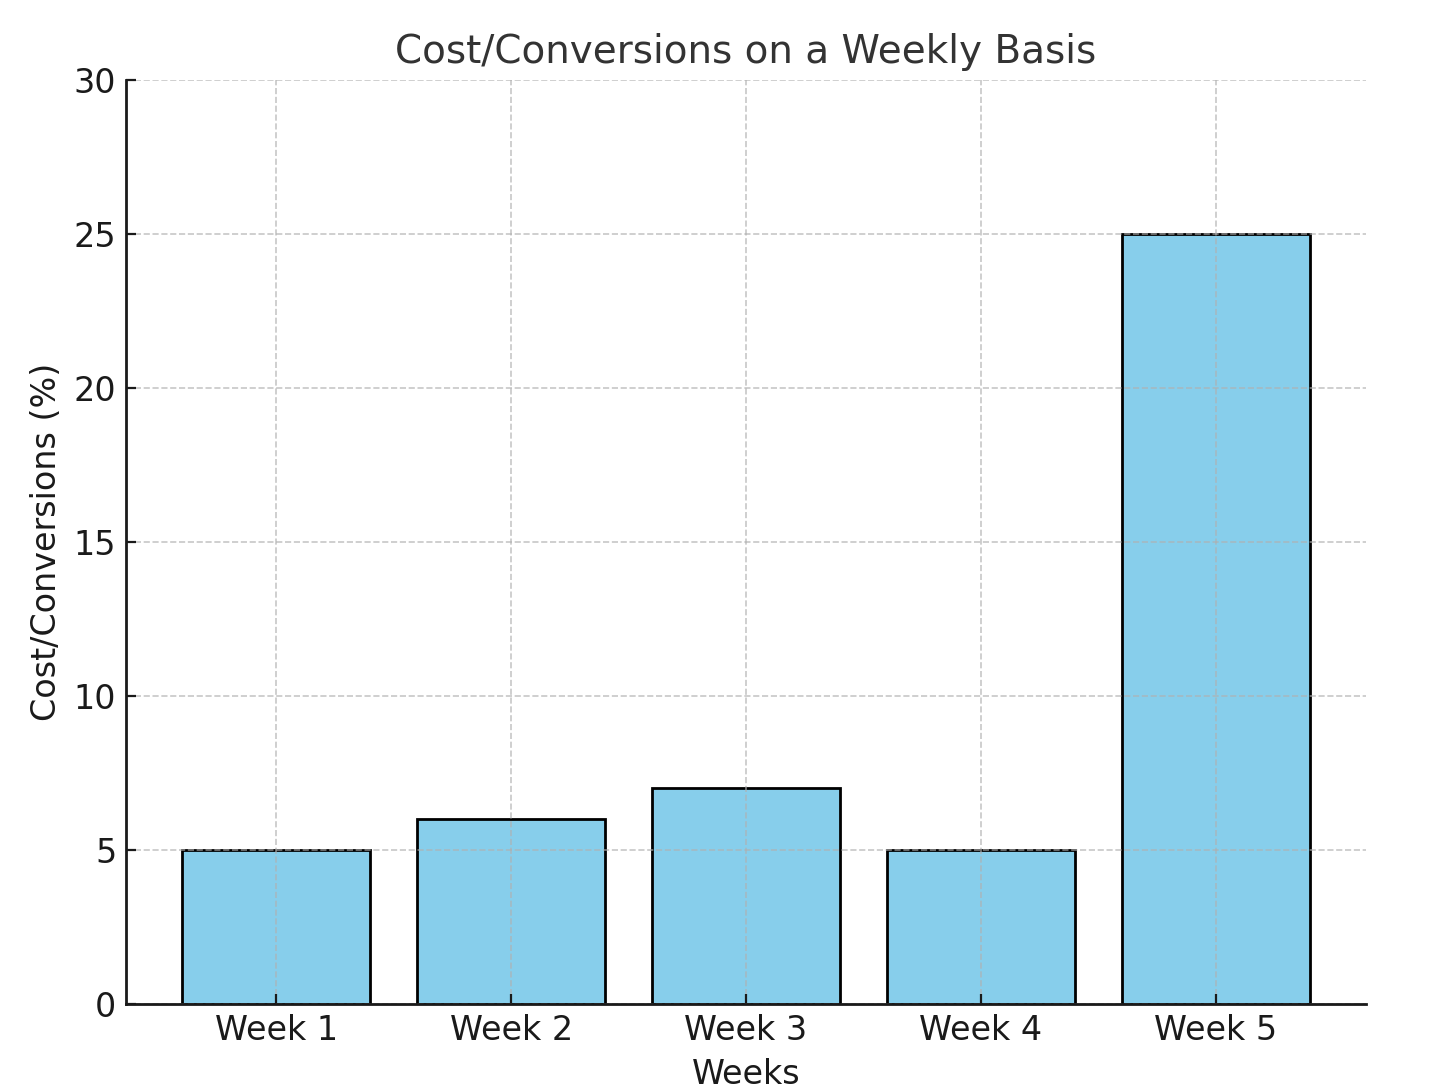 Cost/Conversions on a Weekly Basis
Cost/Conversions (%)
30
25
20
15
10
5
0
Week 1 Week 2 Week 3 Week 4 Week 5
Weeks